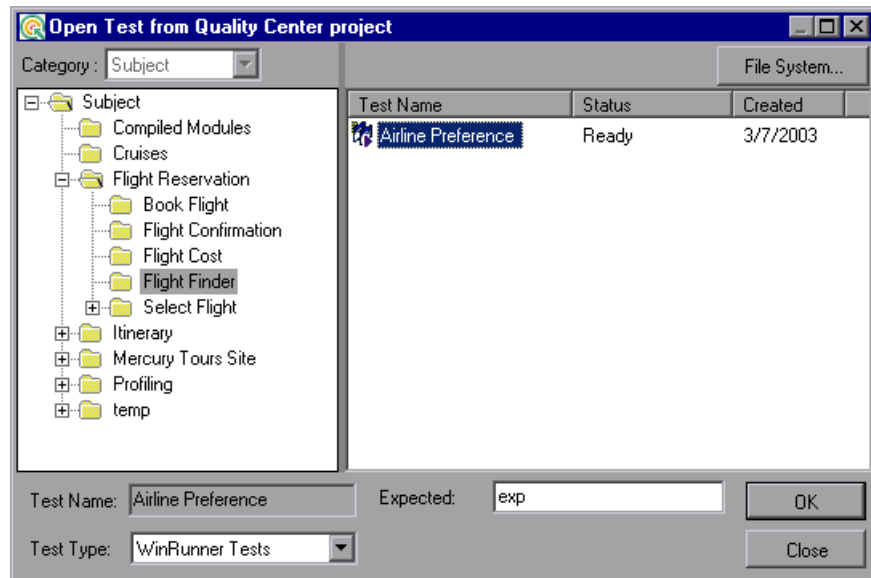 Open Test from Quality Center project
Category : Subject
File System...
Subject
Compiled Modules
Cruises
Flight Reservation
Book Flight
Flight Confirmation
Flight Cost
Flight Finder
Select Flight
Itinerary
Mercury Tours Site
Profiling
temp
Test Name Status Created
Airline Preference Ready 3/7/2003
Test Name: Airline Preference Expected: exp OK
Test Type: WinRunner Tests Close